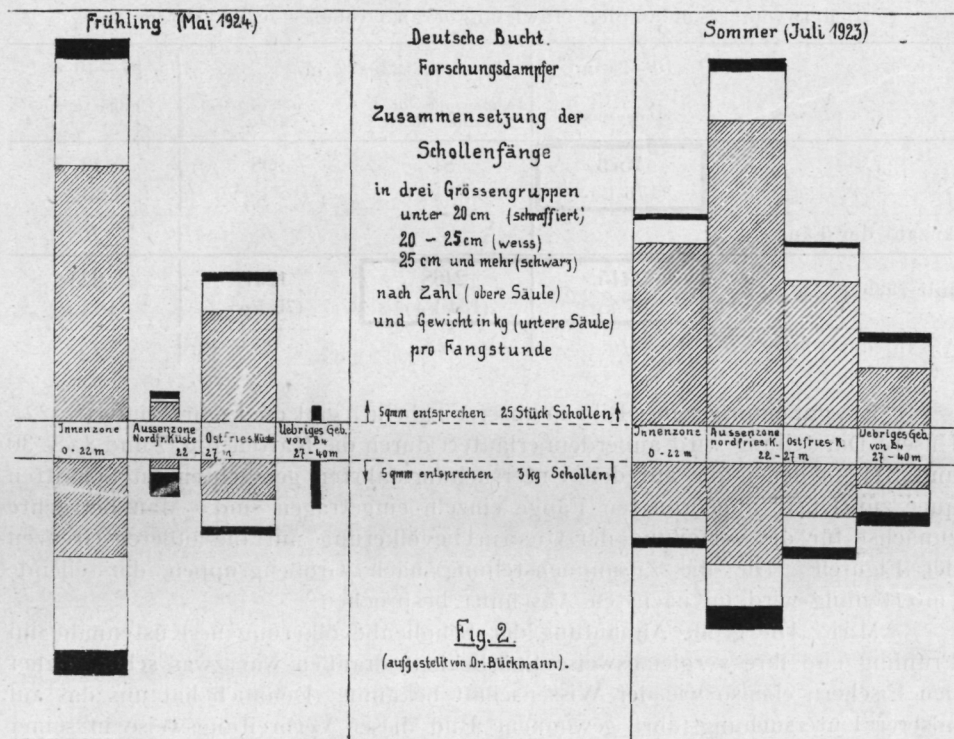 Frühling (Mai 1924)
Deutsche Bucht.
Forschungsdampfer
Zusammensetzung der
Schollenfänge
in drei Grössengruppen
unter 20 cm (schraffiert,
20 - 25 cm (weiss)
25 cm und mehr (schwarz)
nach Zahl (obere Säule)
und Gewicht in kg (untere Säule)
pro Fangstunde
Sommer (Juli 1923)
5 qmm entsprechen 25 Stück Schollen
5 qmm entsprechen 3 kg Schollen
Innenzone
0 - 22 m
Aussenzone
Nordfr. Küste
Ostfries. Küste
22 - 27 m
Uebriges Geb.
von B4
27 - 40 m
Innenzone
0 - 22 m
Aussenzone
Nordfries. K.
Ostfries. K.
22 - 27 m
Uebriges Geb.
von B4
27 - 40 m
Fig. 2.
(aufgestellt von Dr. Bückmann).